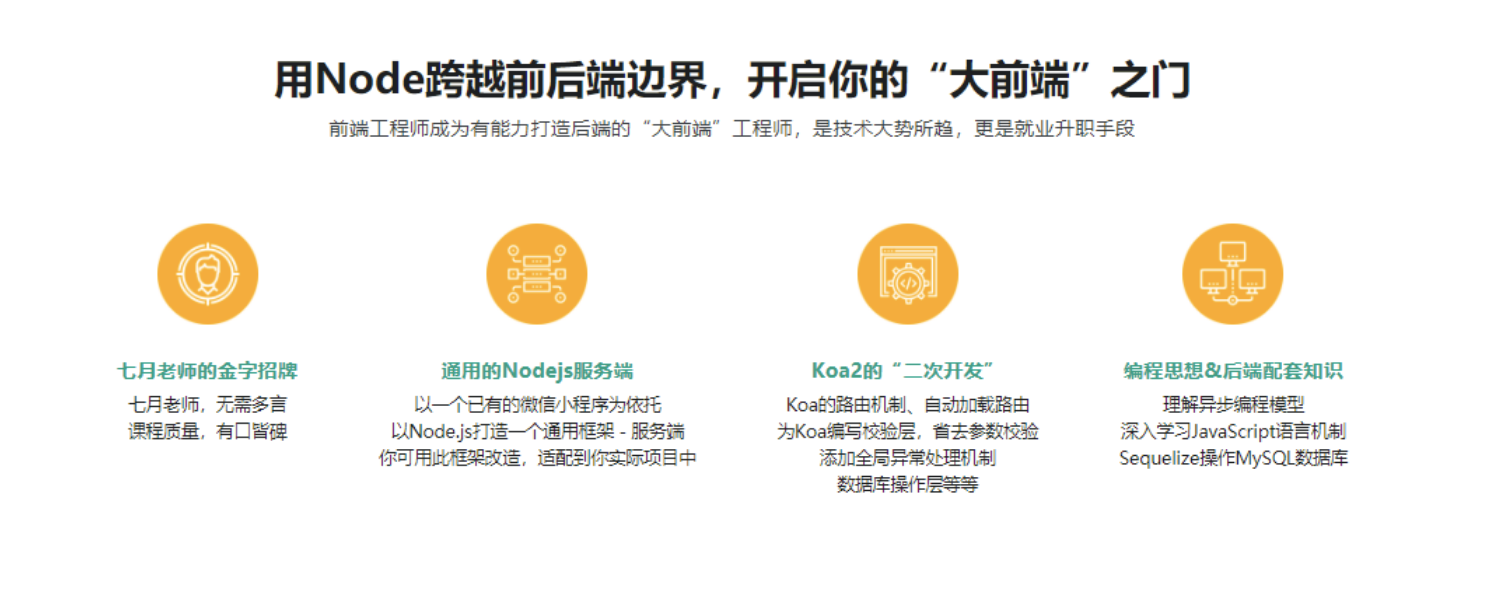 用Node跨越前后端边界，开启你的“大前端”之门
前端工程师成为有能力打造后端的“大前端”工程师，是技术大势所趋，更是就业升职手段
七月老师的金字招牌
七月老师，无需多言
课程质量，有口皆碑
通用的Nodejs服务端
以一个已有的微信小程序为依托
以Node.js打造一个通用框架 - 服务端
你可用此框架改造，适配到你实际项目中
Koa2的“二次开发”
Koa的路由机制、自动加载路由
为Koa编写校验层，省去参数校验
添加全局异常处理机制
数据库操作层等等
编程思想&后端配套知识
理解异步编程模型
深入学习JavaScript语言机制
Sequelize操作MySQL数据库